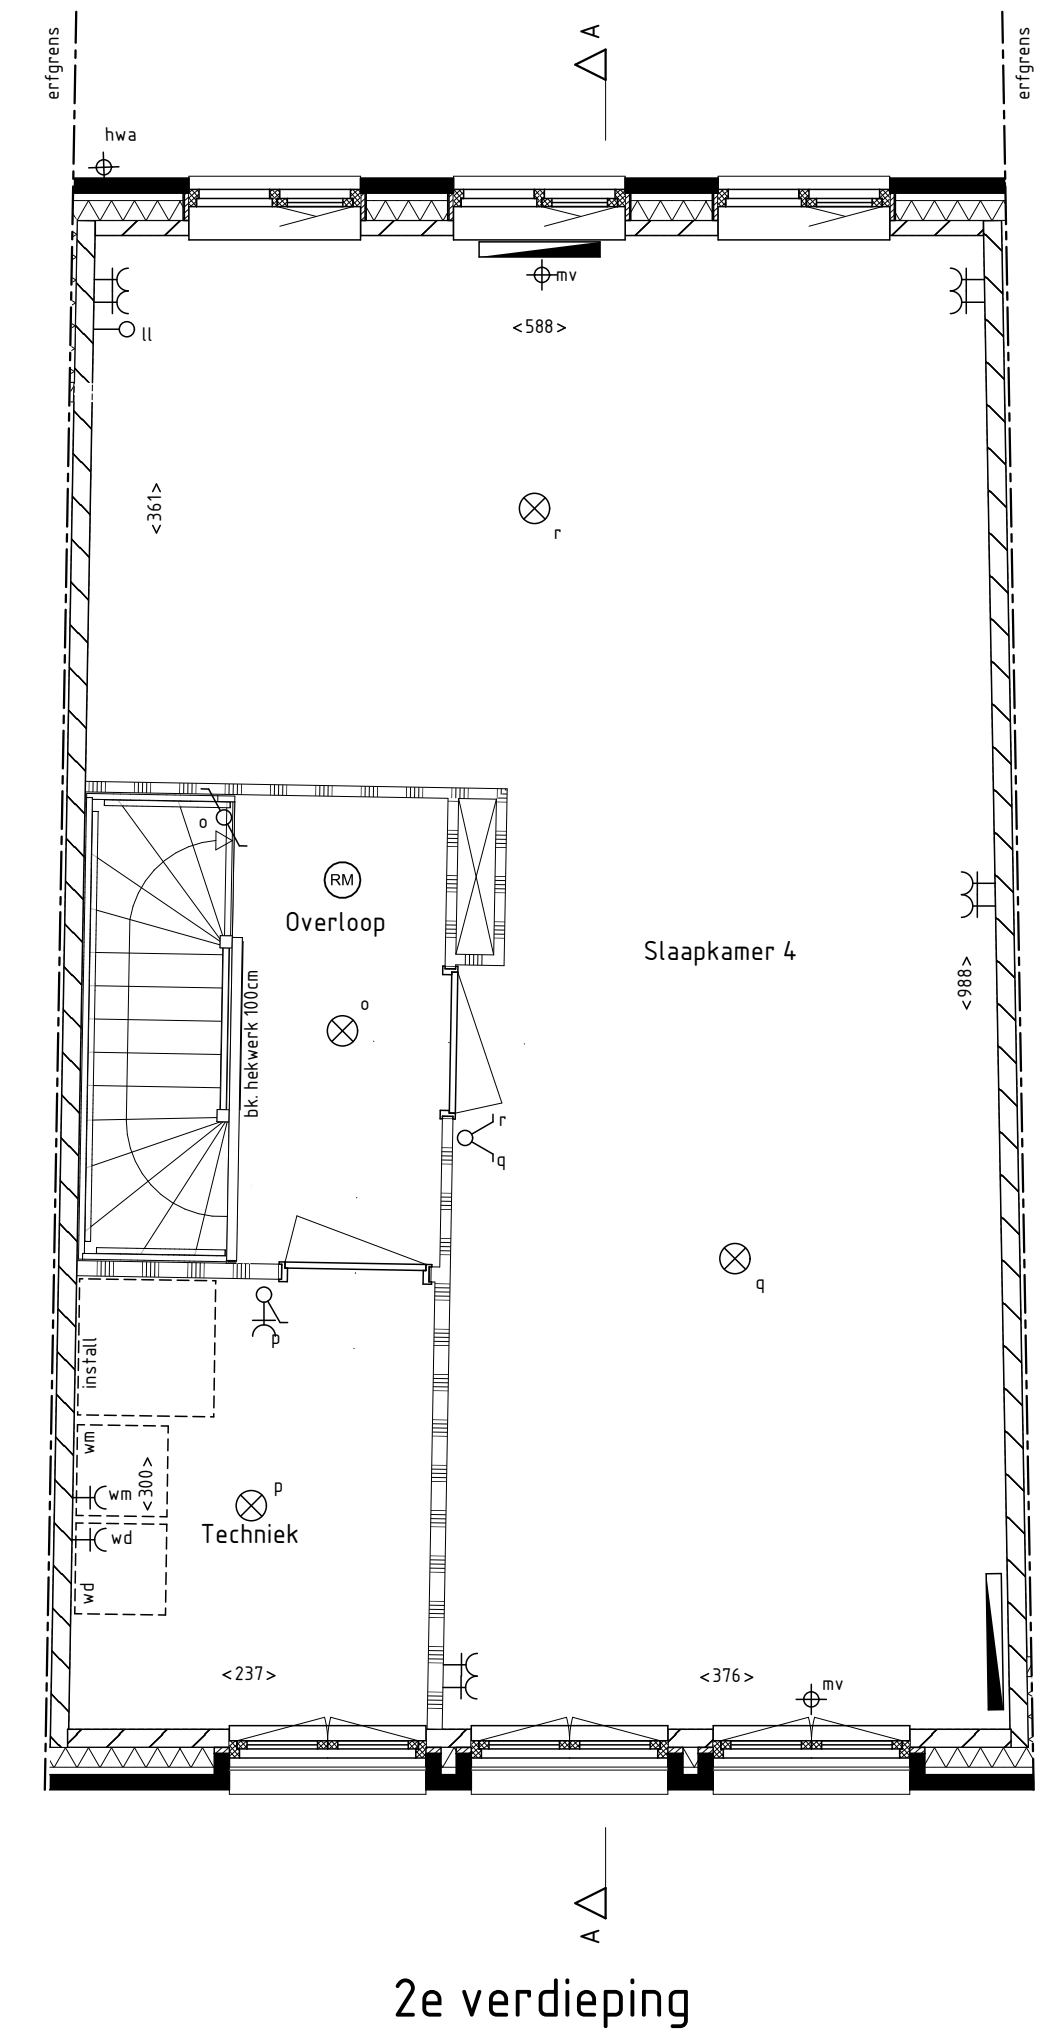 erfgrens
A
erfgrens
hwa
mv
ll
<588>
<361>
r
o
RM
Overloop
Slaapkamer 4
<988>
o
bk. hekwerk 100cm
r
q
q
p
install
wm
<300>
wm
p
Techniek
wd
wd
<237>
<376>
mv
A
2e verdieping